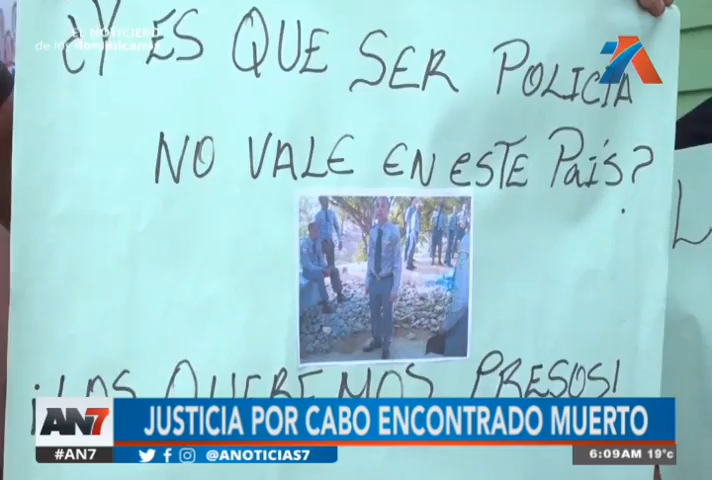 EL NOTICIERO
de los Dominicanos
¿Y ES QUE SER POLICÍA
NO VALE EN ESTE País?
¡LOS QUEREMOS PRESOS!
AN7
JUSTICIA POR CABO ENCONTRADO MUERTO
#AN7
@ANOTICIAS7
6:09AM 19°C